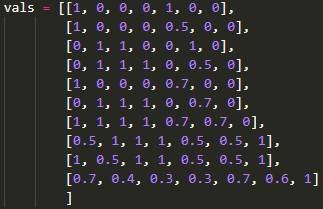 vals = [[1, 0, 0, 0, 1, 0, 0],
[1, 0, 0, 0, 0.5, 0, 0],
[0, 1, 1, 0, 0, 1, 0],
[0, 1, 1, 1, 0, 0.5, 0],
[1, 0, 0, 0, 0.7, 0, 0],
[0, 1, 1, 1, 0, 0.7, 0],
[1, 1, 1, 1, 0.7, 0.7, 0],
[0.5, 1, 1, 1, 0.5, 0.5, 1],
[1, 0.5, 1, 1, 0.5, 0.5, 1],
[0.7, 0.4, 0.3, 0.3, 0.7, 0.6, 1]
]